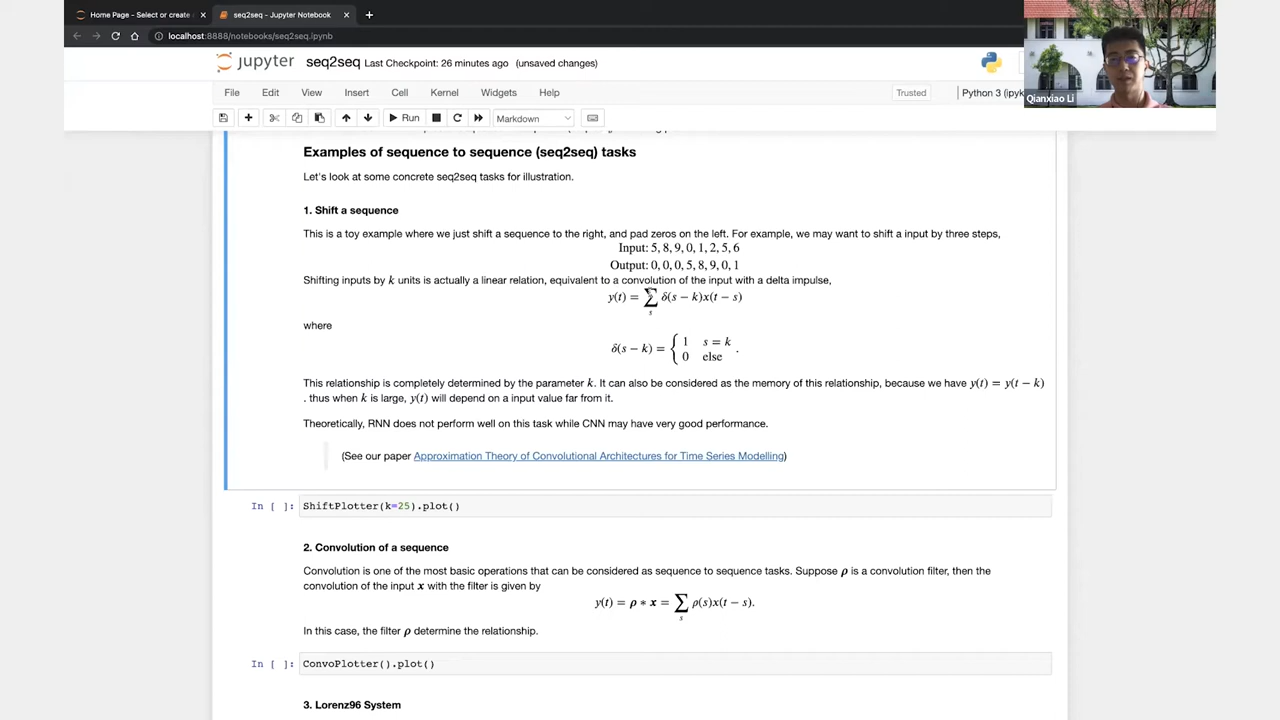 Home Page - Select or create
seq2seq - Jupyter Notebook
localhost:8888/notebooks/seq2seq.ipynb
jupyter seq2seq Last Checkpoint: 26 minutes ago (unsaved changes)
File Edit View Insert Cell Kernel Widgets Help Trusted Python 3 (ipyk
Qianxiao Li
Run Markdown
Examples of sequence to sequence (seq2seq) tasks
Let's look at some concrete seq2seq tasks for illustration.
1. Shift a sequence
This is a toy example where we just shift a sequence to the right, and pad zeros on the left. For example, we may want to shift a input by three steps,
Input: 5, 8, 9, 0, 1, 2, 5, 6
Output: 0, 0, 0, 5, 8, 9, 0, 1
Shifting inputs by k units is actually a linear relation, equivalent to a convolution of the input with a delta impulse,
y(t) = ∑ δ(s − k)x(t − s)
s
where
δ(s − k) = { 1 s = k
0 else .
This relationship is completely determined by the parameter k. It can also be considered as the memory of this relationship, because we have y(t) = y(t − k)
. thus when k is large, y(t) will depend on a input value far from it.
Theoretically, RNN does not perform well on this task while CNN may have very good performance.
(See our paper Approximation Theory of Convolutional Architectures for Time Series Modelling)
In [ ]: ShiftPlotter(k=25).plot()
2. Convolution of a sequence
Convolution is one of the most basic operations that can be considered as sequence to sequence tasks. Suppose ρ is a convolution filter, then the
convolution of the input x with the filter is given by
y(t) = ρ ∗ x = ∑ ρ(s)x(t − s).
s
In this case, the filter ρ determine the relationship.
In [ ]: ConvoPlotter().plot()
3. Lorenz96 System